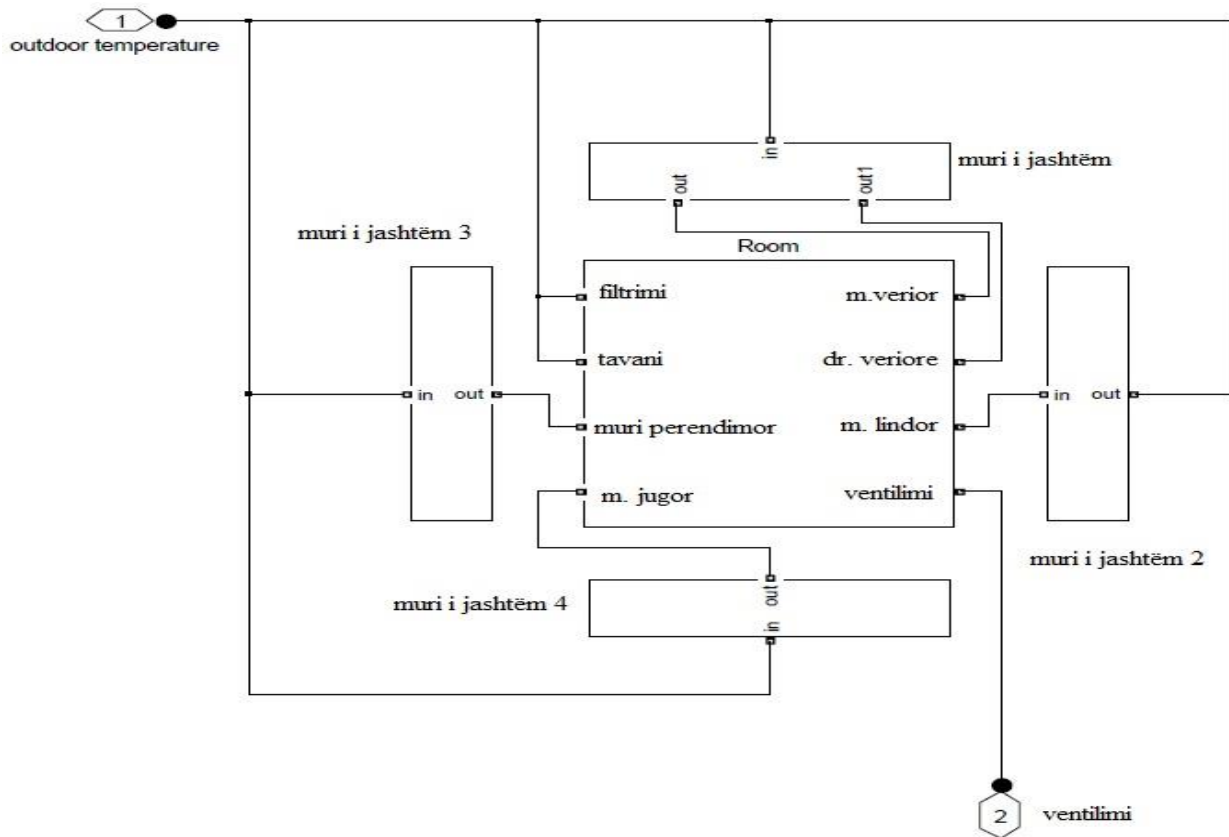 1
outdoor temperature
in
muri i jashtëm
out
out1
muri i jashtëm 3
Room
filtrimi
m.verior
tavani
dr. veriore
in
out
in
out
muri perendimor
m. lindor
m. jugor
ventilimi
muri i jashtëm 2
muri i jashtëm 4
out
in
2
ventilimi